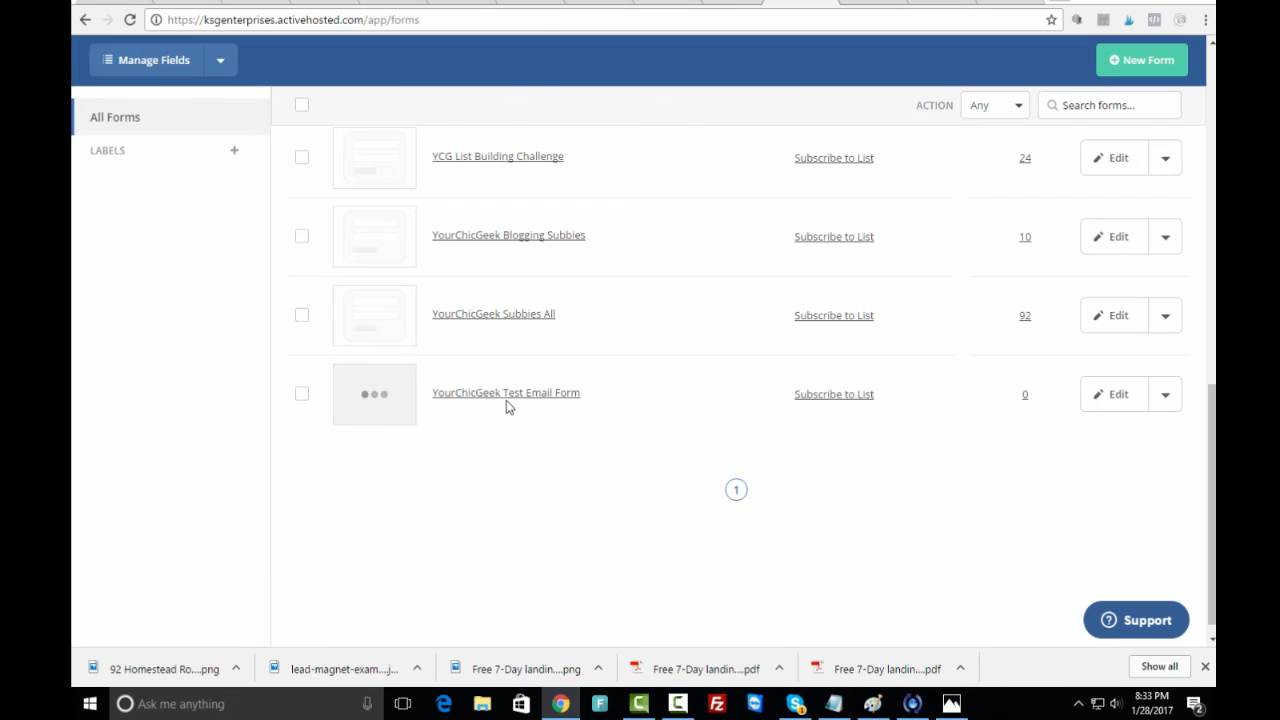 https://ksgenterprises.activehosted.com/app/forms
Manage Fields
New Form
All Forms
ACTION
Any
Search forms...
LABELS
YCG List Building Challenge
Subscribe to List
24
Edit
YourChicGeek Blogging Subbies
Subscribe to List
10
Edit
YourChicGeek Subbies All
Subscribe to List
92
Edit
YourChicGeek Test Email Form
Subscribe to List
0
Edit
1
Support
92 Homestead Ro....png
lead-magnet-exam....j...
Free 7-Day landin....png
Free 7-Day landin....pdf
Free 7-Day landin....pdf
Show all
Ask me anything
8:33 PM
1/28/2017